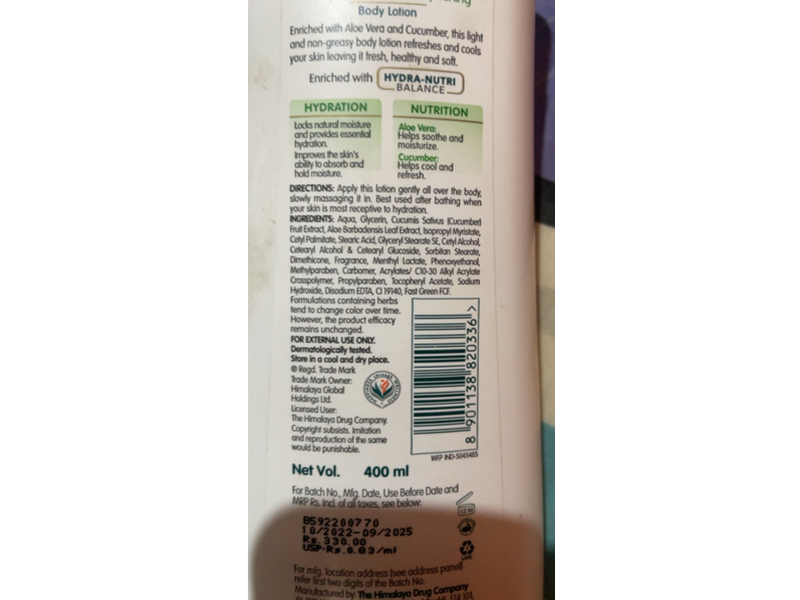 Body Lotion
Enriched with Aloe Vera and Cucumber, this light
and non-greasy body lotion refreshes and cools
your skin leaving it fresh, healthy and soft.
Enriched with HYDRA-NUTRI
BALANCE
HYDRATION
Locks natural moisture
and provides essential
hydration.
Improves the skin's
ability to absorb and
hold moisture.
NUTRITION
Aloe Vera:
Helps soothe and
moisturize.
Cucumber:
Helps cool and
refresh.
DIRECTIONS: Apply this lotion gently all over the body,
slowly massaging it in. Best used after bathing when
your skin is most receptive to hydration.
INGREDIENTS: Aqua, Glycerin, Cucumis Sativus (Cucumber)
Fruit Extract, Aloe Barbadensis Leaf Extract, Isopropyl Myristate,
Cetyl Palmitate, Stearic Acid, Glyceryl Stearate SE, Cetyl Alcohol,
Cetearyl Alcohol & Cetearyl Glucoside, Sorbitan Stearate,
Dimethicone, Fragrance, Menthyl Lactate, Phenoxyethanol,
Methylparaben, Carbomer, Acrylates/ C10-30 Alkyl Acrylate
Crosspolymer, Propylparaben, Tocopheryl Acetate, Sodium
Hydroxide, Disodium EDTA, CI 19140, Fast Green FCF.
Formulations containing herbs
tend to change color over time.
However, the product efficacy
remains unchanged.
FOR EXTERNAL USE ONLY.
Dermatologically tested.
Store in a cool and dry place.
® Regd. Trade Mark
Trade Mark Owner:
Himalaya Global
Holdings Ltd.
Licensed User:
The Himalaya Drug Company.
Copyright subsists. Imitation
and reproduction of the same
would be punishable.
8 901138 820336 >
WFP IND-5045485
Net Vol. 400 ml
For Batch No., Mfg. Date, Use Before Date and
MRP Rs. Incl. of all taxes, see below:
12 M
B592200770
10/2022-09/2025
Rs. 330.00
USP:Rs.0.83/ml
For mfg. location address (see address panel)
refer first two digits of the Batch No.
Manufactured by: The Himalaya Drug Company